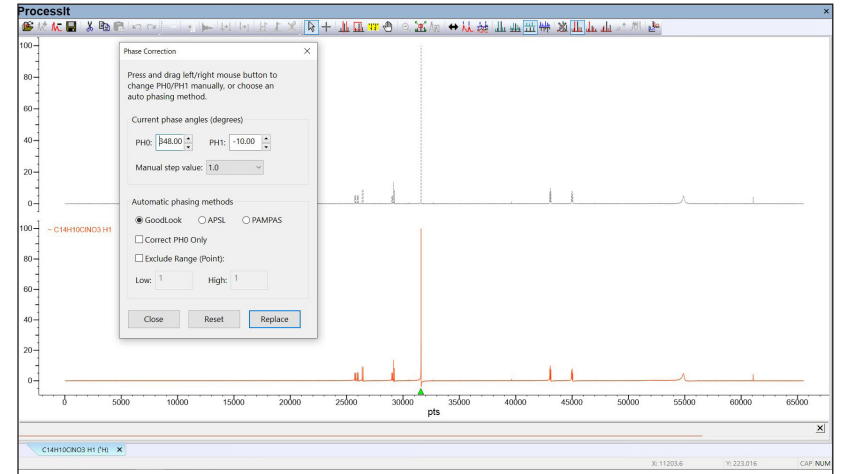 ProcessIt
Phase Correction
Press and drag left/right mouse button to
change PH0/PH1 manually, or choose an
auto phasing method.
Current phase angles (degrees)
PH0: 348.00 PH1: -10.00
Manual step value: 1.0
Automatic phasing methods
GoodLook APSL PAMPAS
Correct PH0 Only
Exclude Range (Point):
Low: 1 High: 1
Close Reset Replace
100
80
60
40
20
0
~ C14H10ClNO3 H1
100
80
60
40
20
0
0 5000 10000 15000 20000 25000 30000 35000 40000 45000 50000 55000 60000 65000
pts
C14H10ClNO3 H1 (¹H) X
X: 11203.6 Y: 223.016 CAP NUM